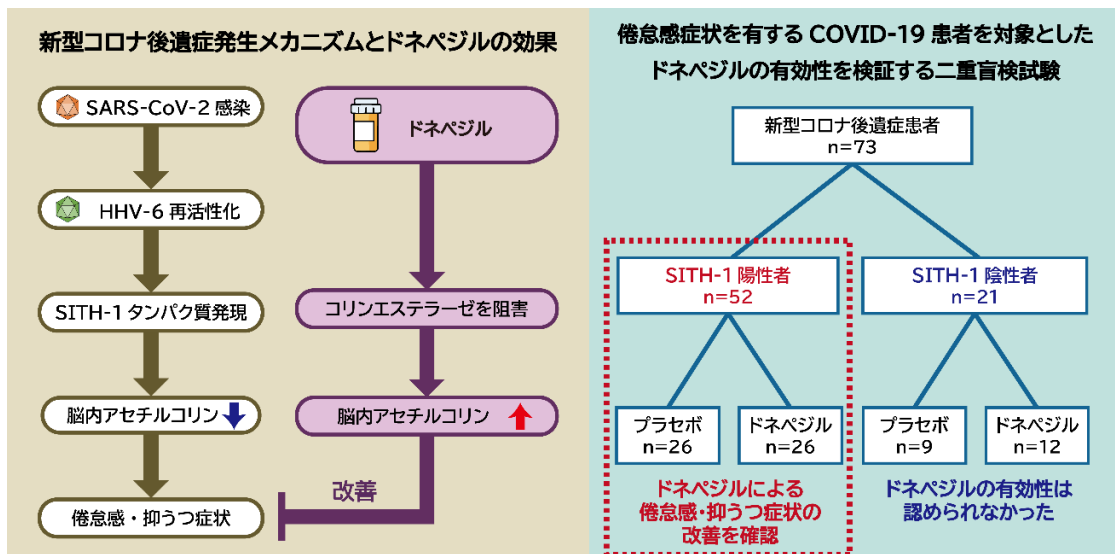 新型コロナ後遺症発生メカニズムとドネペジルの効果
SARS-CoV-2 感染
HHV-6 再活性化
SITH-1 タンパク質発現
脳内アセチルコリン
倦怠感・抑うつ症状
ドネペジル
コリンエステラーゼを阻害
脳内アセチルコリン
改善
倦怠感症状を有する COVID-19 患者を対象とした
ドネペジルの有効性を検証する二重盲検試験
新型コロナ後遺症患者
n=73
SITH-1 陽性者
n=52
SITH-1 陰性者
n=21
プラセボ
n=26
ドネペジル
n=26
プラセボ
n=9
ドネペジル
n=12
ドネペジルによる
倦怠感・抑うつ症状の
改善を確認
ドネペジルの有効性は
認められなかった